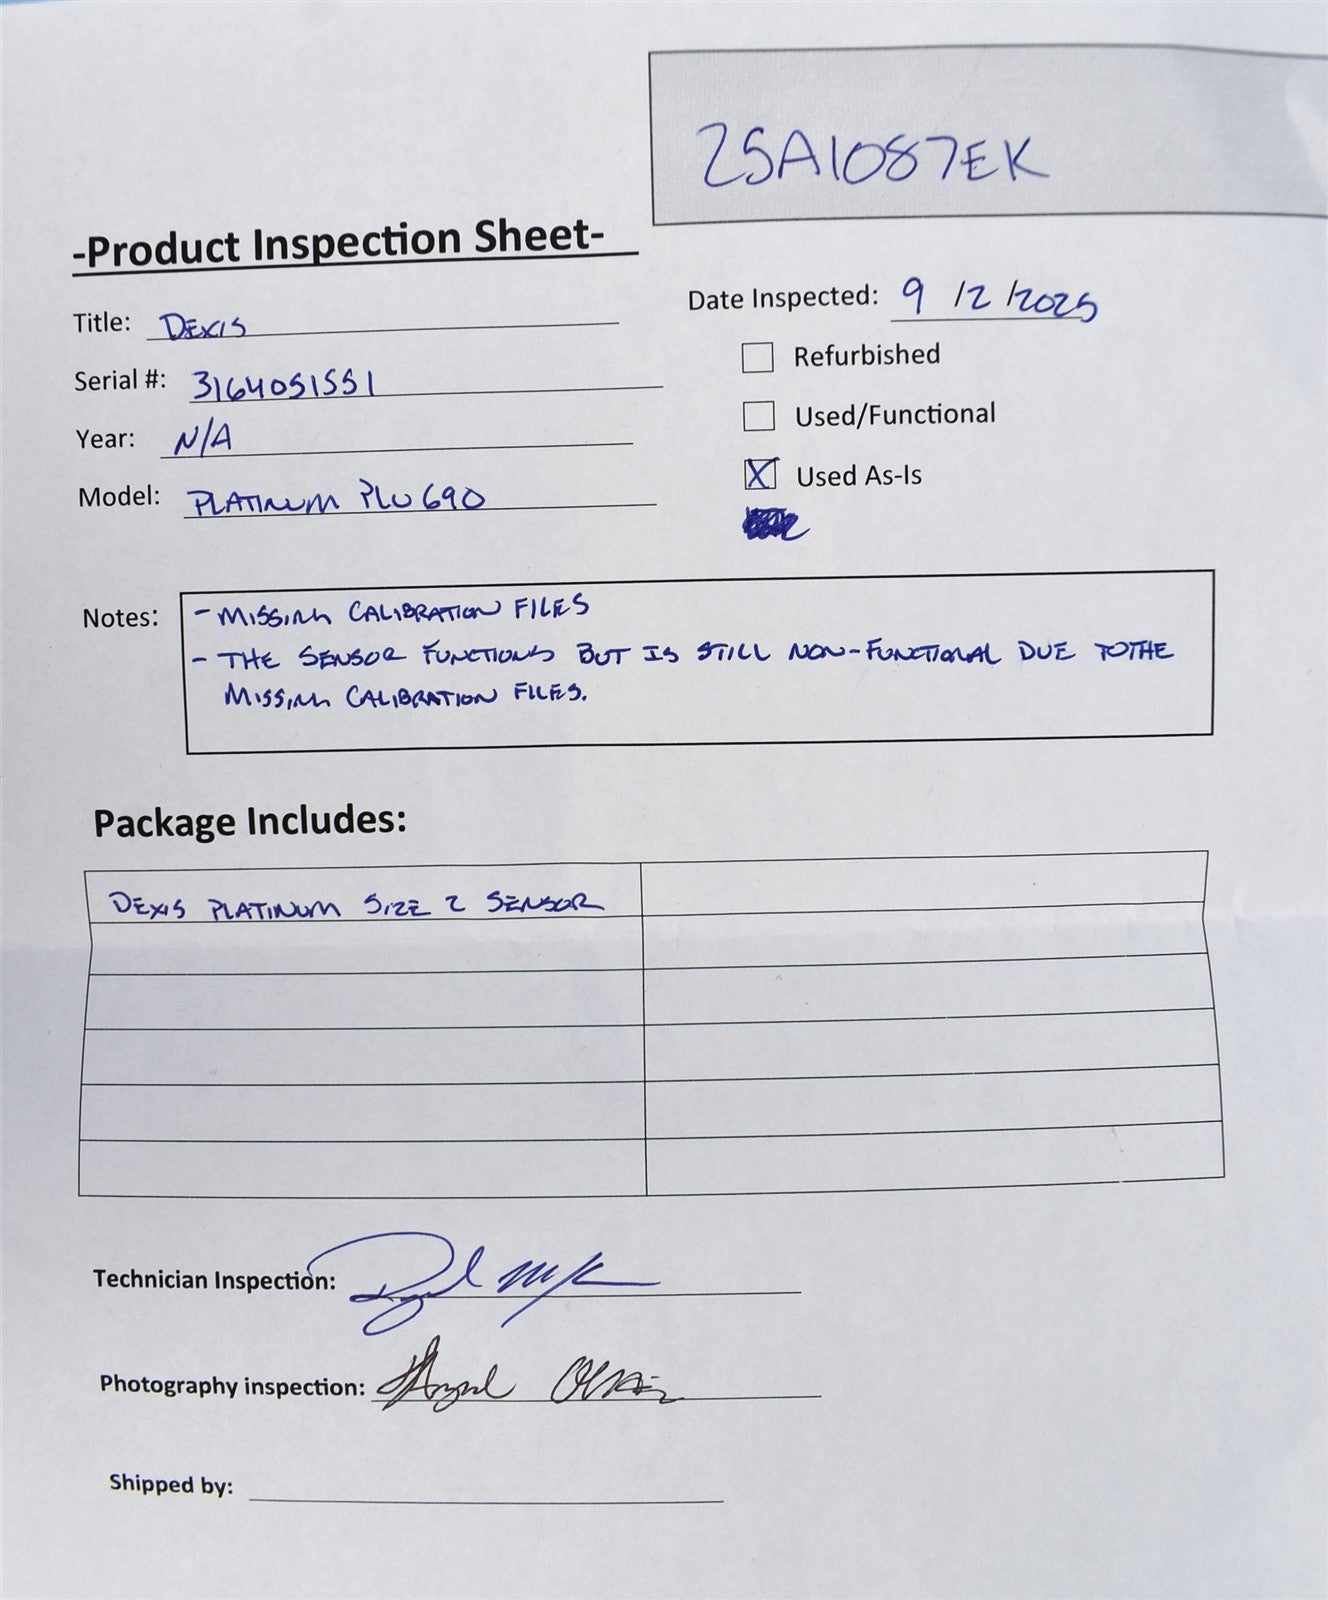 25A1087EK
-Product Inspection Sheet-
Title: DEXIS
Date Inspected: 9 /2 /2025
Serial #: 3164051551
Refurbished
Year: N/A
Used/Functional
Model: PLATINUM PLU690
X Used As-Is
Notes: - MISSING CALIBRATION FILES
- THE SENSOR FUNCTIONS BUT IS STILL NON-FUNCTIONAL DUE TO THE
MISSING CALIBRATION FILES.
Package Includes:
DEXIS PLATINUM SIZE 2 SENSOR
Technician Inspection:
Photography inspection:
Shipped by: